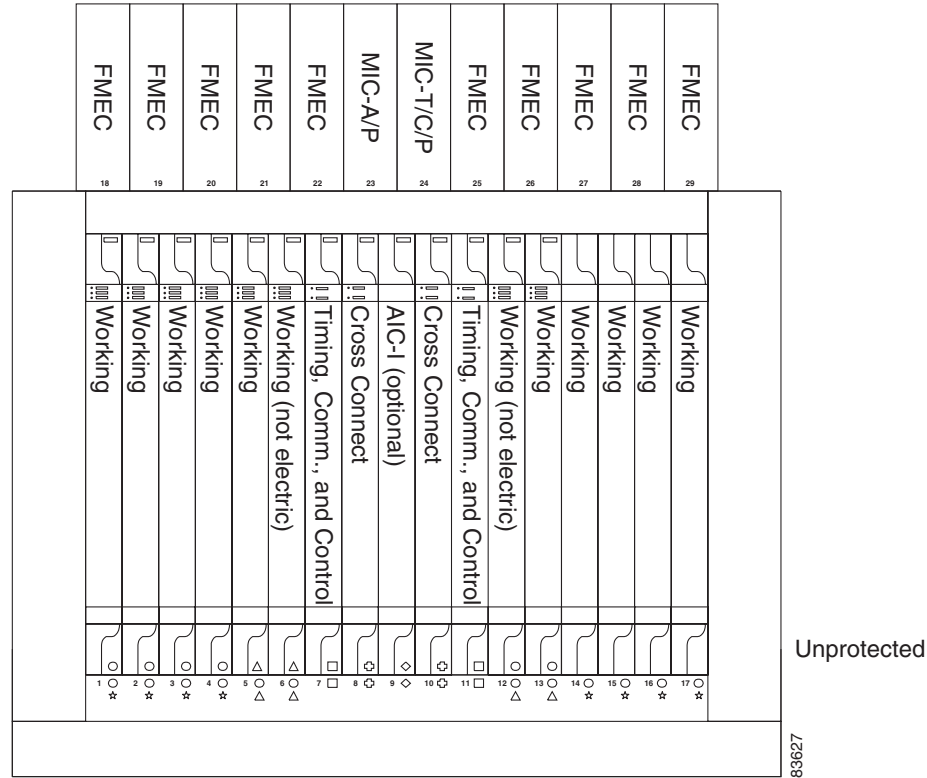 FMEC
FMEC
FMEC
FMEC
FMEC
MIC-A/P
MIC-T/C/P
FMEC
FMEC
FMEC
FMEC
FMEC
18
19
20
21
22
23
24
25
26
27
28
29
Working
Working
Working
Working
Working
Working (not electric)
Timing, Comm., and Control
Cross Connect
AIC-I (optional)
Cross Connect
Timing, Comm., and Control
Working (not electric)
Working
Working
Working
Working
Working
Unprotected
1
2
3
4
5
6
7
8
9
10
11
12
13
14
15
16
17
83627